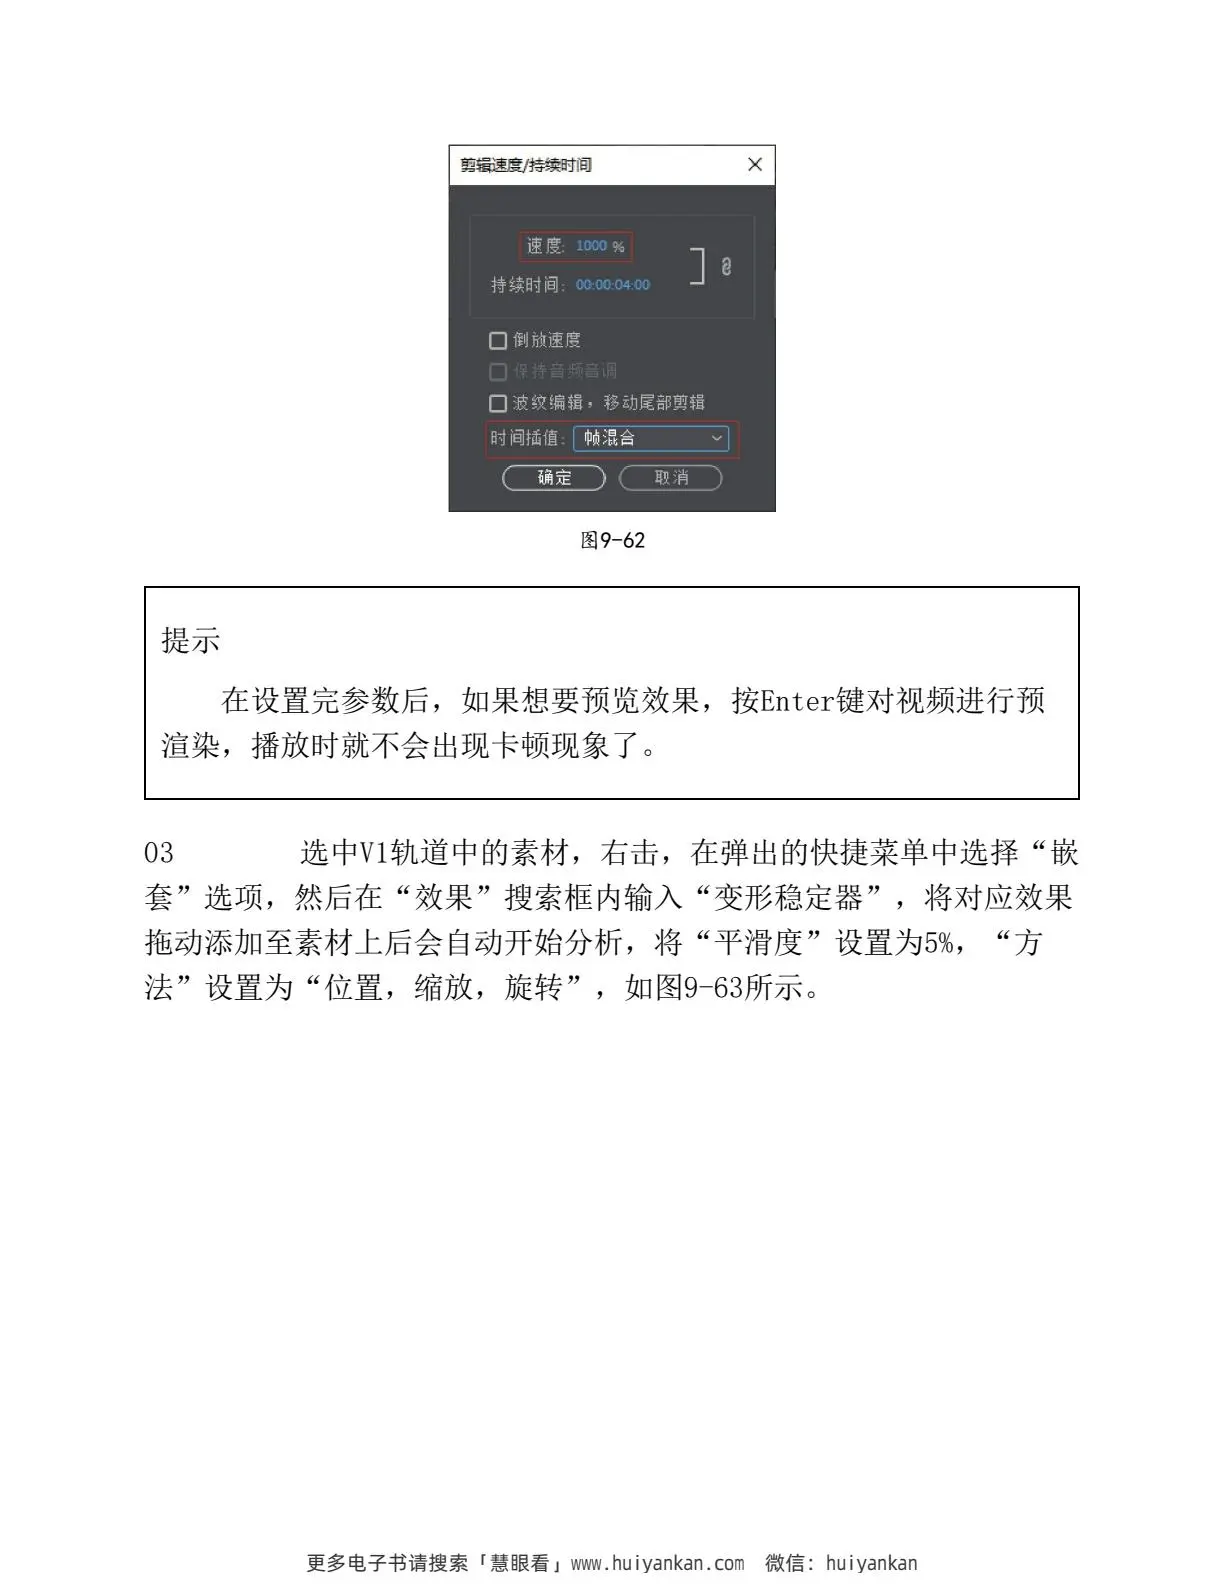 剪辑速度/持续时间
速度: 1000 %
持续时间: 00:00:04:00
倒放速度
保持音频音调
波纹编辑，移动尾部剪辑
时间插值: 帧混合
确定 取消
图9-62
提示
在设置完参数后，如果想要预览效果，按Enter键对视频进行预
渲染，播放时就不会出现卡顿现象了。
03 选中V1轨道中的素材，右击，在弹出的快捷菜单中选择“嵌
套”选项，然后在“效果”搜索框内输入“变形稳定器”，将对应效果
拖动添加至素材上后会自动开始分析，将“平滑度”设置为5%，“方
法”设置为“位置，缩放，旋转”，如图9-63所示。
更多电子书请搜索「慧眼看」www.huiyankan.com 微信：huiyankan